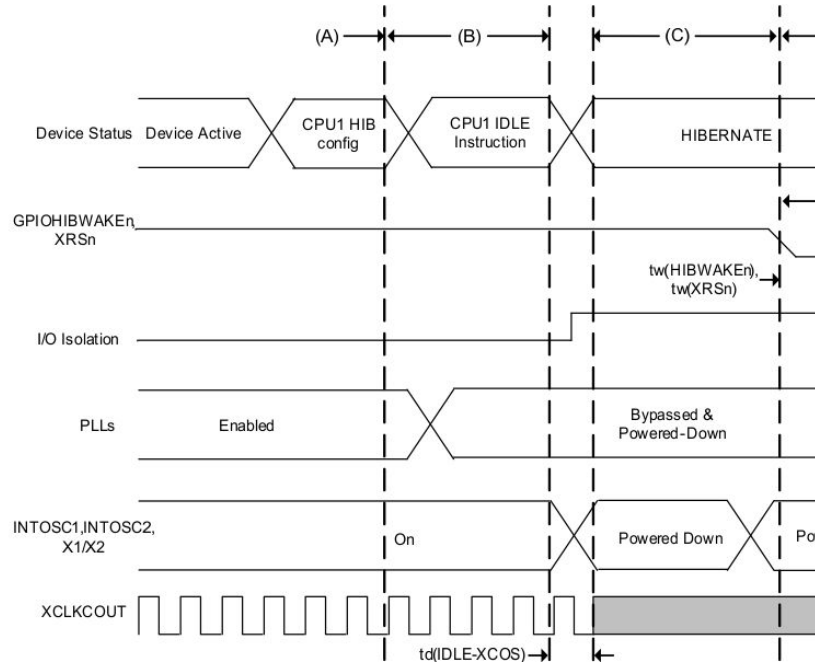 (A)
(B)
(C)
Device Status
Device Active
CPU1 HIB
config
CPU1 IDLE
Instruction
HIBERNATE
GPIOHIBWAKEn,
XRSn
tw(HIBWAKEn),
tw(XRSn)
I/O Isolation
PLLs
Enabled
Bypassed &
Powered-Down
INTOSC1,INTOSC2,
X1/X2
On
Powered Down
XCLKCOUT
td(IDLE-XCOS)